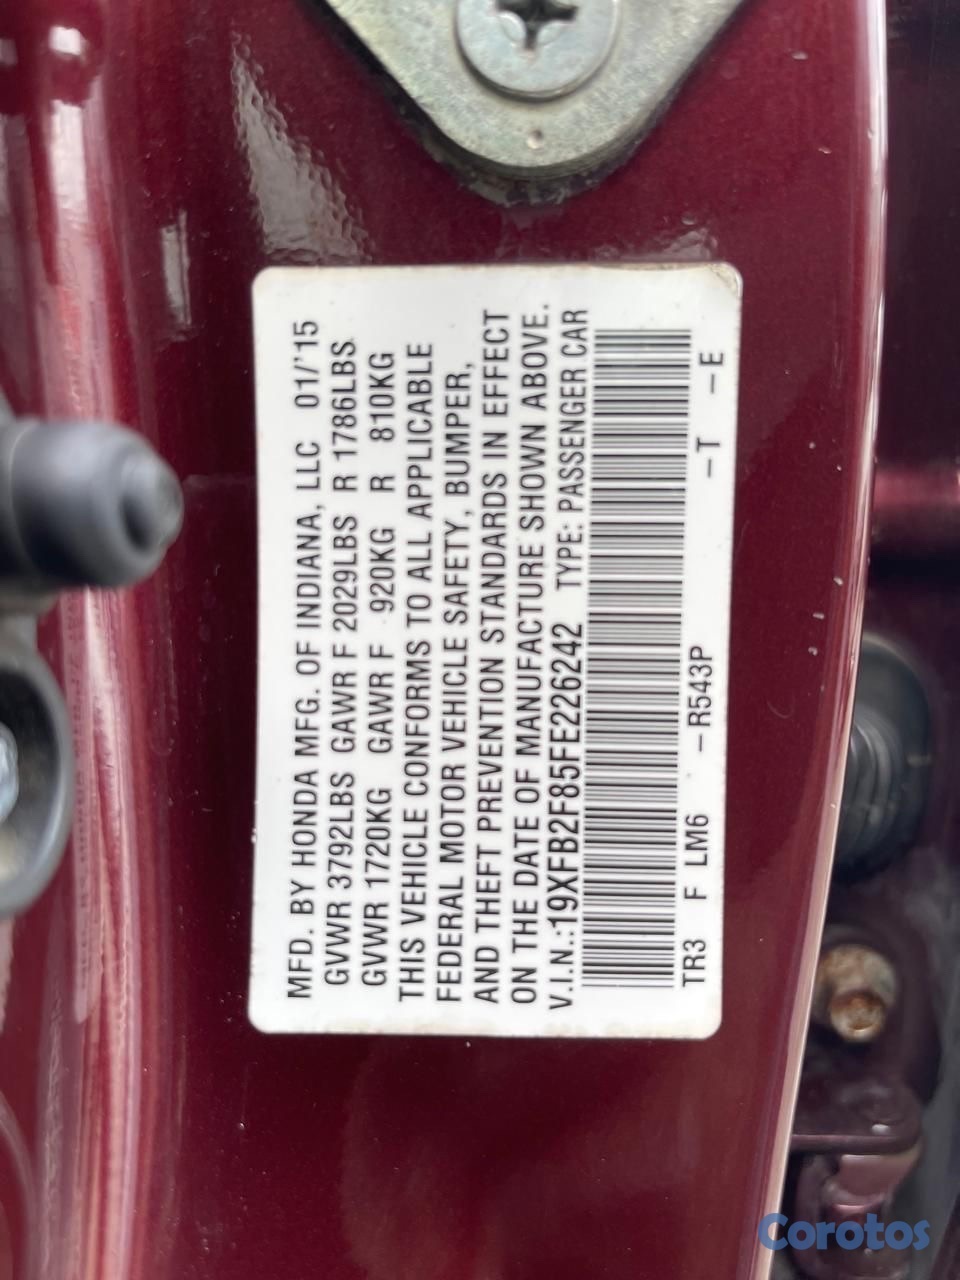 MFD. BY HONDA MFG. OF INDIANA, LLC 01/'15
GVWR 3792LBS GAWR F 2029LBS R 1786LBS
GVWR 1720KG GAWR F 920KG R 810KG
THIS VEHICLE CONFORMS TO ALL APPLICABLE
FEDERAL MOTOR VEHICLE SAFETY, BUMPER,
AND THEFT PREVENTION STANDARDS IN EFFECT
ON THE DATE OF MANUFACTURE SHOWN ABOVE.
V.I.N.:19XFB2F85FE226242 TYPE: PASSENGER CAR
TR3 F LM6 -R543P -T -E
Corotos